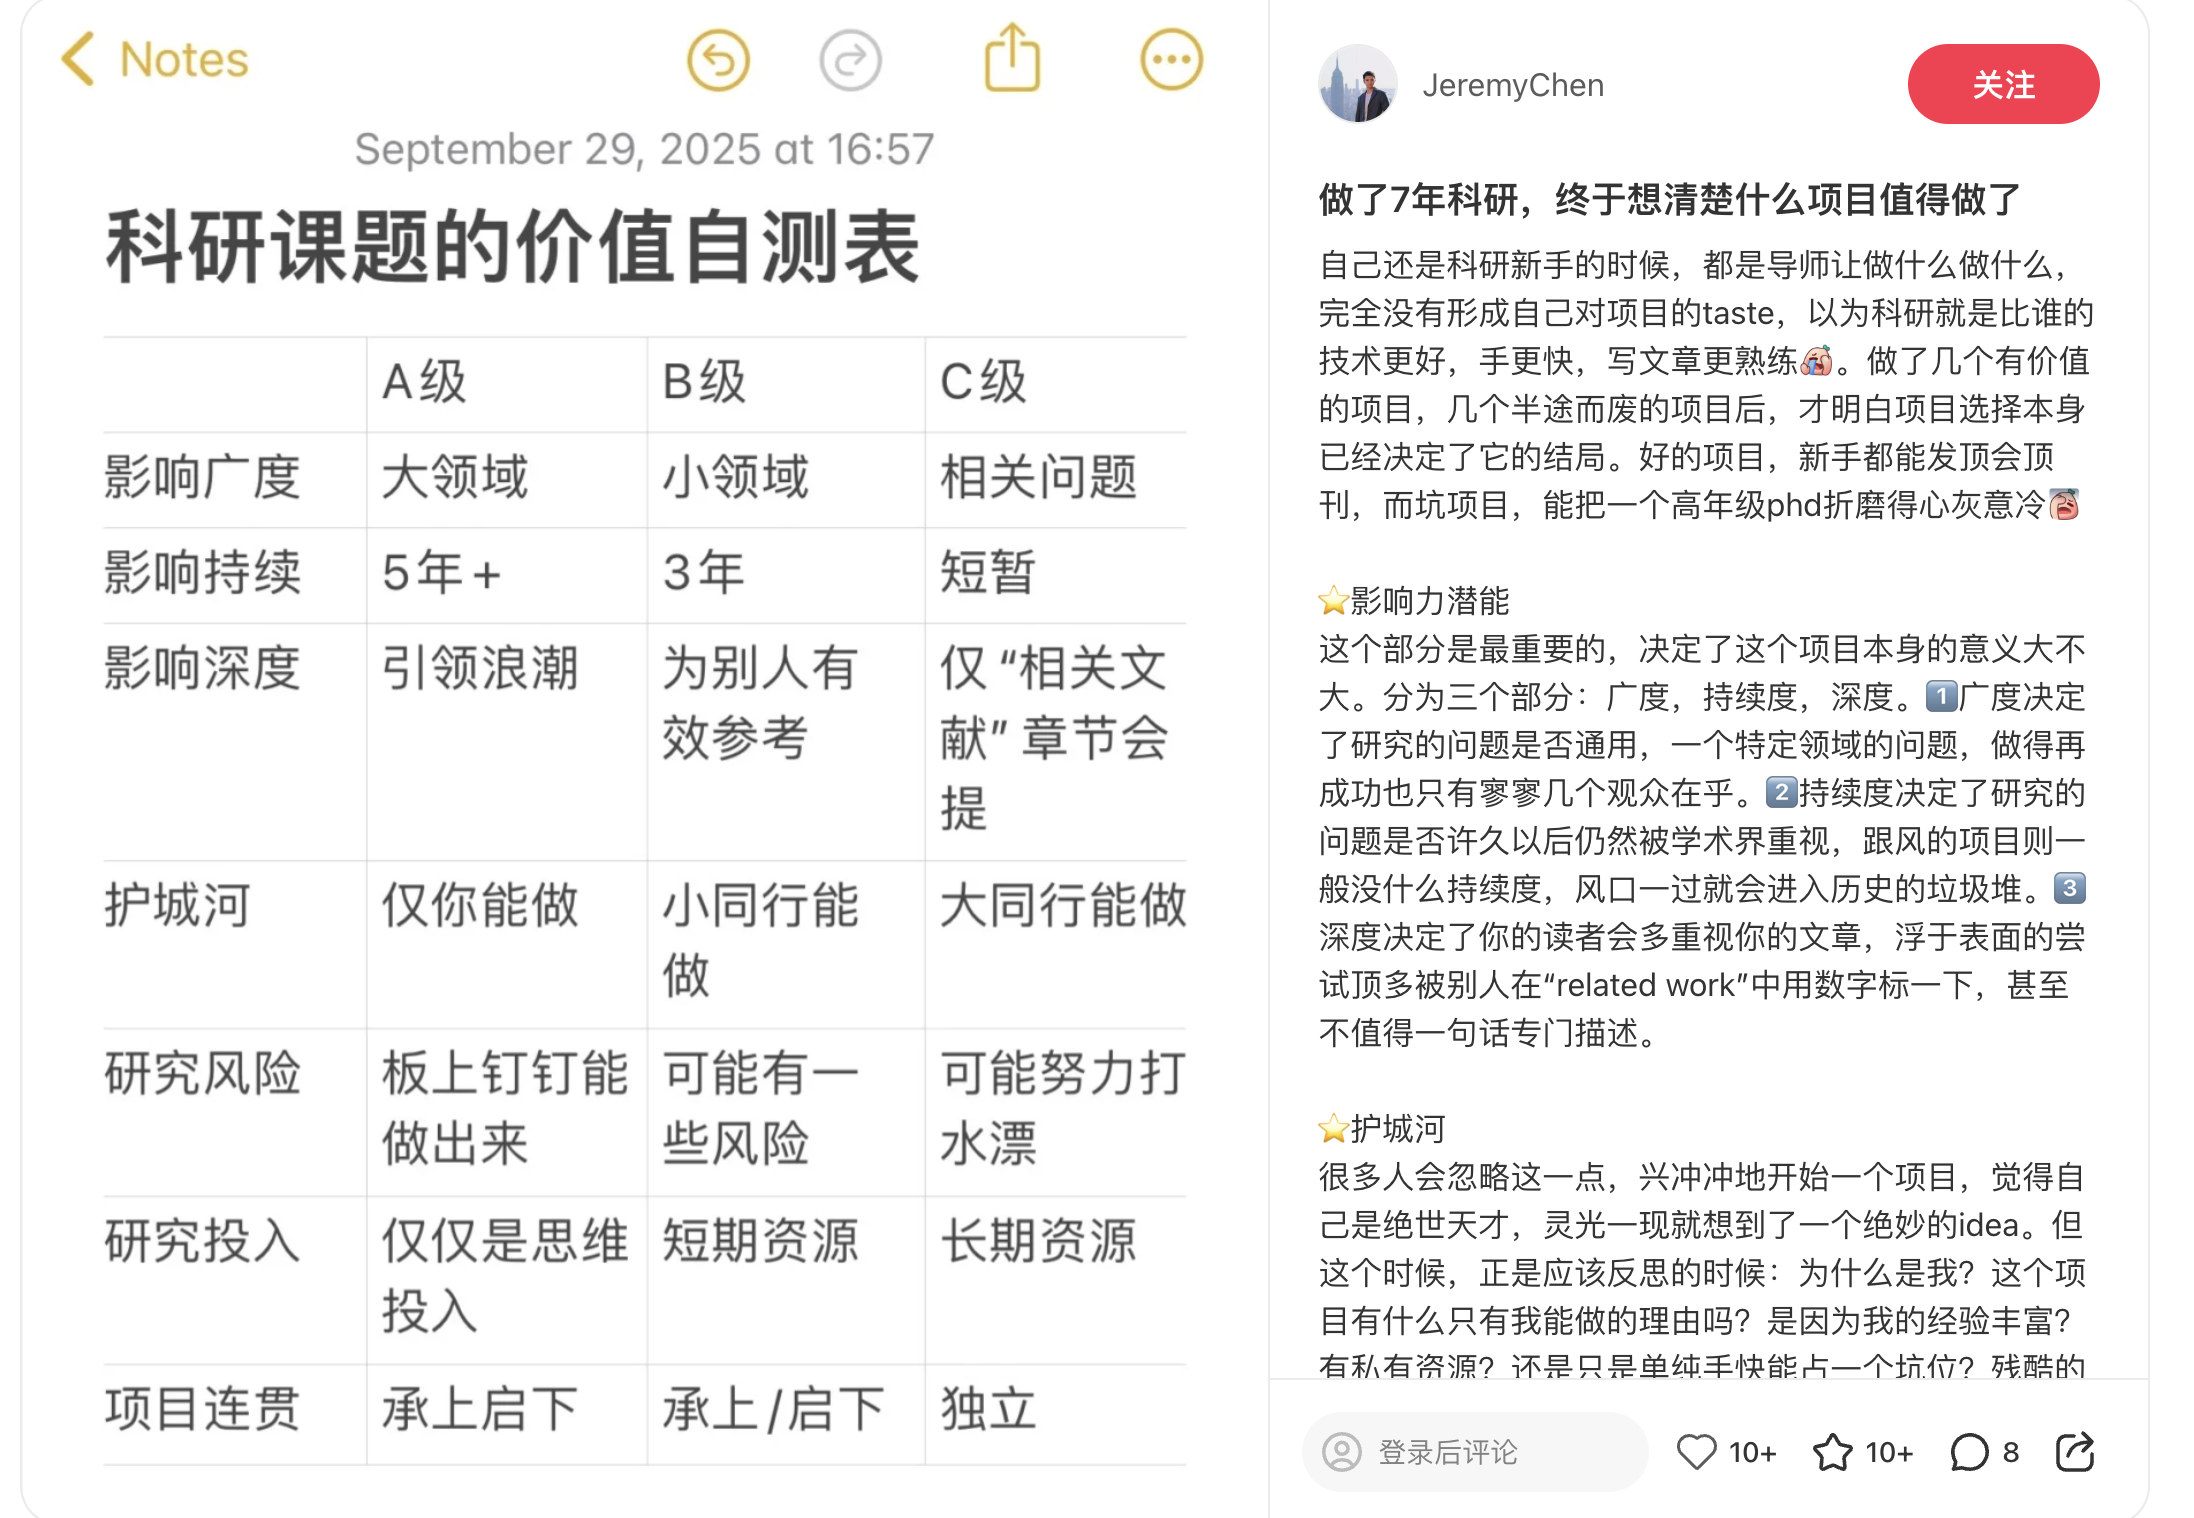 Notes
September 29, 2025 at 16:57
科研课题的价值自测表
A级 B级 C级
影响广度 大领域 小领域 相关问题
影响持续 5年+ 3年 短暂
影响深度 引领浪潮 为别人有效参考 仅“相关文献”章节会提
护城河 仅你能做 小同行能做 大同行能做
研究风险 板上钉钉能做出来 可能有一些风险 可能努力打水漂
研究投入 仅仅是思维投入 短期资源 长期资源
项目连贯 承上启下 承上/启下 独立
JeremyChen
关注
做了7年科研，终于想清楚什么项目值得做了
自己还是科研新手的时候，都是导师让做什么做什么，
完全没有形成自己对项目的taste，以为科研就是比谁的
技术更好，手更快，写文章更熟练。做了几个有价值
的项目，几个半途而废的项目后，才明白项目选择本身
已经决定了它的结局。好的项目，新手都能发顶会顶
刊，而坑项目，能把一个高年级phd折磨得心灰意冷
⭐影响力潜能
这个部分是最重要的，决定了这个项目本身的意义大不
大。分为三个部分：广度，持续度，深度。1️⃣广度决定
了研究的问题是否通用，一个特定领域的问题，做得再
成功也只有寥寥几个观众在乎。2️⃣持续度决定了研究的
问题是否许久以后仍然被学术界重视，跟风的项目则一
般没什么持续度，风口一过就会进入历史的垃圾堆。3️⃣
深度决定了你的读者会多重视你的文章，浮于表面的尝
试顶多被别人在“related work”中用数字标一下，甚至
不值得一句话专门描述。
⭐护城河
很多人会忽略这一点，兴冲冲地开始一个项目，觉得自
己是绝世天才，灵光一现就想到了一个绝妙的idea。但
这个时候，正是应该反思的时候：为什么是我？这个项
目有什么只有我能做的理由吗？是因为我的经验丰富？
有私有资源？还是只是单纯手快能占一个坑位？残酷的
登录后评论
10+
10+
8